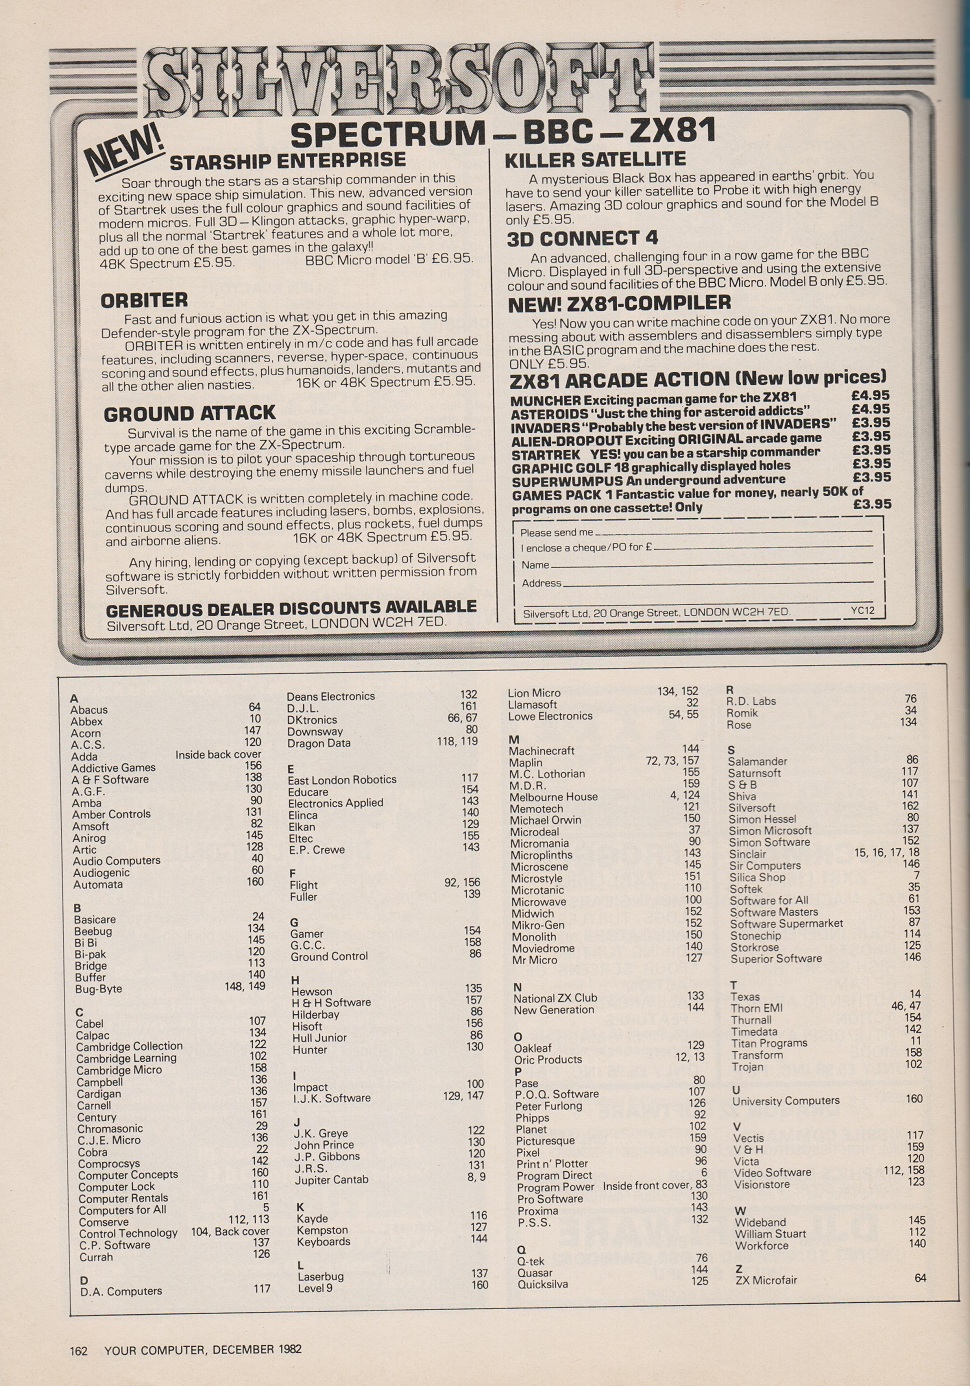 SILVERSOFT
SPECTRUM – BBC – ZX81
NEW!
STARSHIP ENTERPRISE
Soar through the stars as a starship commander in this
exciting new space ship simulation. This new, advanced version
of Startrek uses the full colour graphics and sound facilities of
modern micros. Full 3D – Klingon attacks, graphic hyper-warp,
plus all the normal 'Startrek' features and a whole lot more,
add up to one of the best games in the galaxy!!
48K Spectrum £5.95. BBC Micro model 'B' £6.95.
ORBITER
Fast and furious action is what you get in this amazing
Defender-style program for the ZX-Spectrum.
ORBITER is written entirely in m/c code and has full arcade
features, including scanners, reverse, hyper-space, continuous
scoring and sound effects, plus humanoids, landers, mutants and
all the other alien nasties. 16K or 48K Spectrum £5.95.
GROUND ATTACK
Survival is the name of the game in this exciting Scramble-
type arcade game for the ZX-Spectrum.
Your mission is to pilot your spaceship through tortureous
caverns while destroying the enemy missile launchers and fuel
dumps.
GROUND ATTACK is written completely in machine code.
And has full arcade features including lasers, bombs, explosions,
continuous scoring and sound effects, plus rockets, fuel dumps
and airborne aliens. 16K or 48K Spectrum £5.95.
Any hiring, lending or copying (except backup) of Silversoft
software is strictly forbidden without written permission from
Silversoft.
GENEROUS DEALER DISCOUNTS AVAILABLE
Silversoft Ltd, 20 Orange Street, LONDON WC2H 7ED.
KILLER SATELLITE
A mysterious Black Box has appeared in earths' orbit. You
have to send your killer satellite to Probe it with high energy
lasers. Amazing 3D colour graphics and sound for the Model B
only £5.95.
3D CONNECT 4
An advanced, challenging four in a row game for the BBC
Micro. Displayed in full 3D-perspective and using the extensive
colour and sound facilities of the BBC Micro. Model B only £5.95.
NEW! ZX81-COMPILER
Yes! Now you can write machine code on your ZX81. No more
messing about with assemblers and disassemblers simply type
in the BASIC program and the machine does the rest.
ONLY £5.95.
ZX81 ARCADE ACTION (New low prices)
MUNCHER Exciting pacman game for the ZX81 £4.95
ASTEROIDS "Just the thing for asteroid addicts" £4.95
INVADERS "Probably the best version of INVADERS" £3.95
ALIEN-DROPOUT Exciting ORIGINAL arcade game £3.95
STARTREK YES! you can be a starship commander £3.95
GRAPHIC GOLF 18 graphically displayed holes £3.95
SUPERWUMPUS An underground adventure £3.95
GAMES PACK 1 Fantastic value for money, nearly 50K of
programs on one cassette! Only £3.95
Please send me
I enclose a cheque/PO for £
Name
Address
Silversoft Ltd, 20 Orange Street, LONDON WC2H 7ED. YC12
A
Abacus 64
Abbex 10
Acorn 147
A.C.S. 120
Adda Inside back cover
Addictive Games 156
A & F Software 138
A.G.F. 130
Amba 90
Amber Controls 131
Amsoft 82
Anirog 145
Artic 128
Audio Computers 40
Audiogenic 60
Automata 160
B
Basicare 24
Beebug 134
Bi Bi 145
Bi-pak 120
Bridge 113
Buffer 140
Bug-Byte 148, 149
C
Cabel 107
Calpac 134
Cambridge Collection 122
Cambridge Learning 102
Cambridge Micro 158
Campbell 136
Cardigan 136
Carnell 157
Century 161
Chromasonic 29
C.J.E. Micro 136
Cobra 22
Comprocsys 142
Computer Concepts 160
Computer Lock 110
Computer Rentals 161
Computers for All 5
Comserve 112, 113
Control Technology 104, Back cover
C.P. Software 137
Currah 126
D
D.A. Computers 117
Deans Electronics 132
D.J.L. 161
DKtronics 66, 67
Downsway 80
Dragon Data 118, 119
E
East London Robotics 117
Educare 154
Electronics Applied 143
Elinca 140
Elkan 129
Eltec 155
E.P. Crewe 143
F
Flight 92, 156
Fuller 139
G
Gamer 154
G.C.C. 158
Ground Control 86
H
Hewson 135
H & H Software 157
Hilderbay 86
Hisoft 156
Hull Junior 86
Hunter 130
I
Impact 100
I.J.K. Software 129, 147
J
J.K. Greye 122
John Prince 130
J.P. Gibbons 120
J.R.S. 131
Jupiter Cantab 8, 9
K
Kayde 116
Kempston 127
Keyboards 144
L
Laserbug 137
Level 9 160
Lion Micro 134, 152
Llamasoft 32
Lowe Electronics 54, 55
M
Machinecraft 144
Maplin 72, 73, 157
M.C. Lothorian 155
M.D.R. 159
Melbourne House 4, 124
Memotech 121
Michael Orwin 150
Microdeal 37
Micromania 90
Microplinths 143
Microscene 145
Microstyle 151
Microtanic 110
Microwave 100
Midwich 152
Mikro-Gen 152
Monolith 150
Moviedrome 140
Mr Micro 127
N
National ZX Club 133
New Generation 144
O
Oakleaf 129
Oric Products 12, 13
P
Pase 80
P.O.Q. Software 107
Peter Furlong 126
Phipps 92
Planet 102
Picturesque 159
Pixel 90
Print n' Plotter 96
Program Direct 6
Program Power Inside front cover, 83
Pro Software 130
Proxima 143
P.S.S. 132
Q
Q-tek 76
Quasar 144
Quicksilva 125
R
R.D. Labs 76
Romik 34
Rose 134
S
Salamander 86
Saturnsoft 117
S & B 107
Shiva 141
Silversoft 162
Simon Hessel 80
Simon Microsoft 137
Simon Software 152
Sinclair 15, 16, 17, 18
Sir Computers 146
Silica Shop 7
Softek 35
Software for All 61
Software Masters 153
Software Supermarket 87
Stonechip 114
Storkrose 125
Superior Software 146
T
Texas 14
Thorn EMI 46, 47
Thurnall 154
Timedata 142
Titan Programs 11
Transform 158
Trojan 102
U
University Computers 160
V
Vectis 117
V & H 159
Victa 120
Video Software 112, 158
Visionstore 123
W
Wideband 145
William Stuart 112
Workforce 140
Z
ZX Microfair 64
162 YOUR COMPUTER, DECEMBER 1982